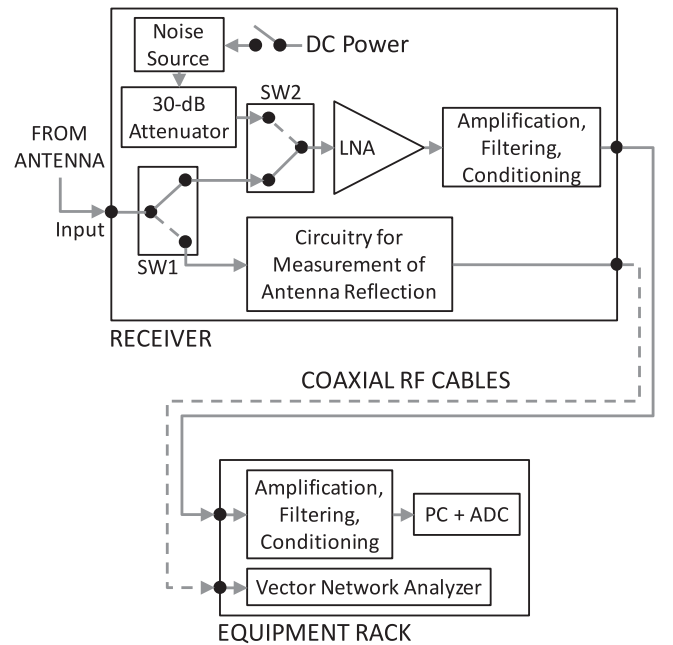 Noise
Source
DC Power
30-dB
Attenuator
SW2
FROM
ANTENNA
LNA
Amplification,
Filtering,
Conditioning
Input
SW1
Circuitry for
Measurement of
Antenna Reflection
RECEIVER
COAXIAL RF CABLES
Amplification,
Filtering,
Conditioning
PC + ADC
Vector Network Analyzer
EQUIPMENT RACK